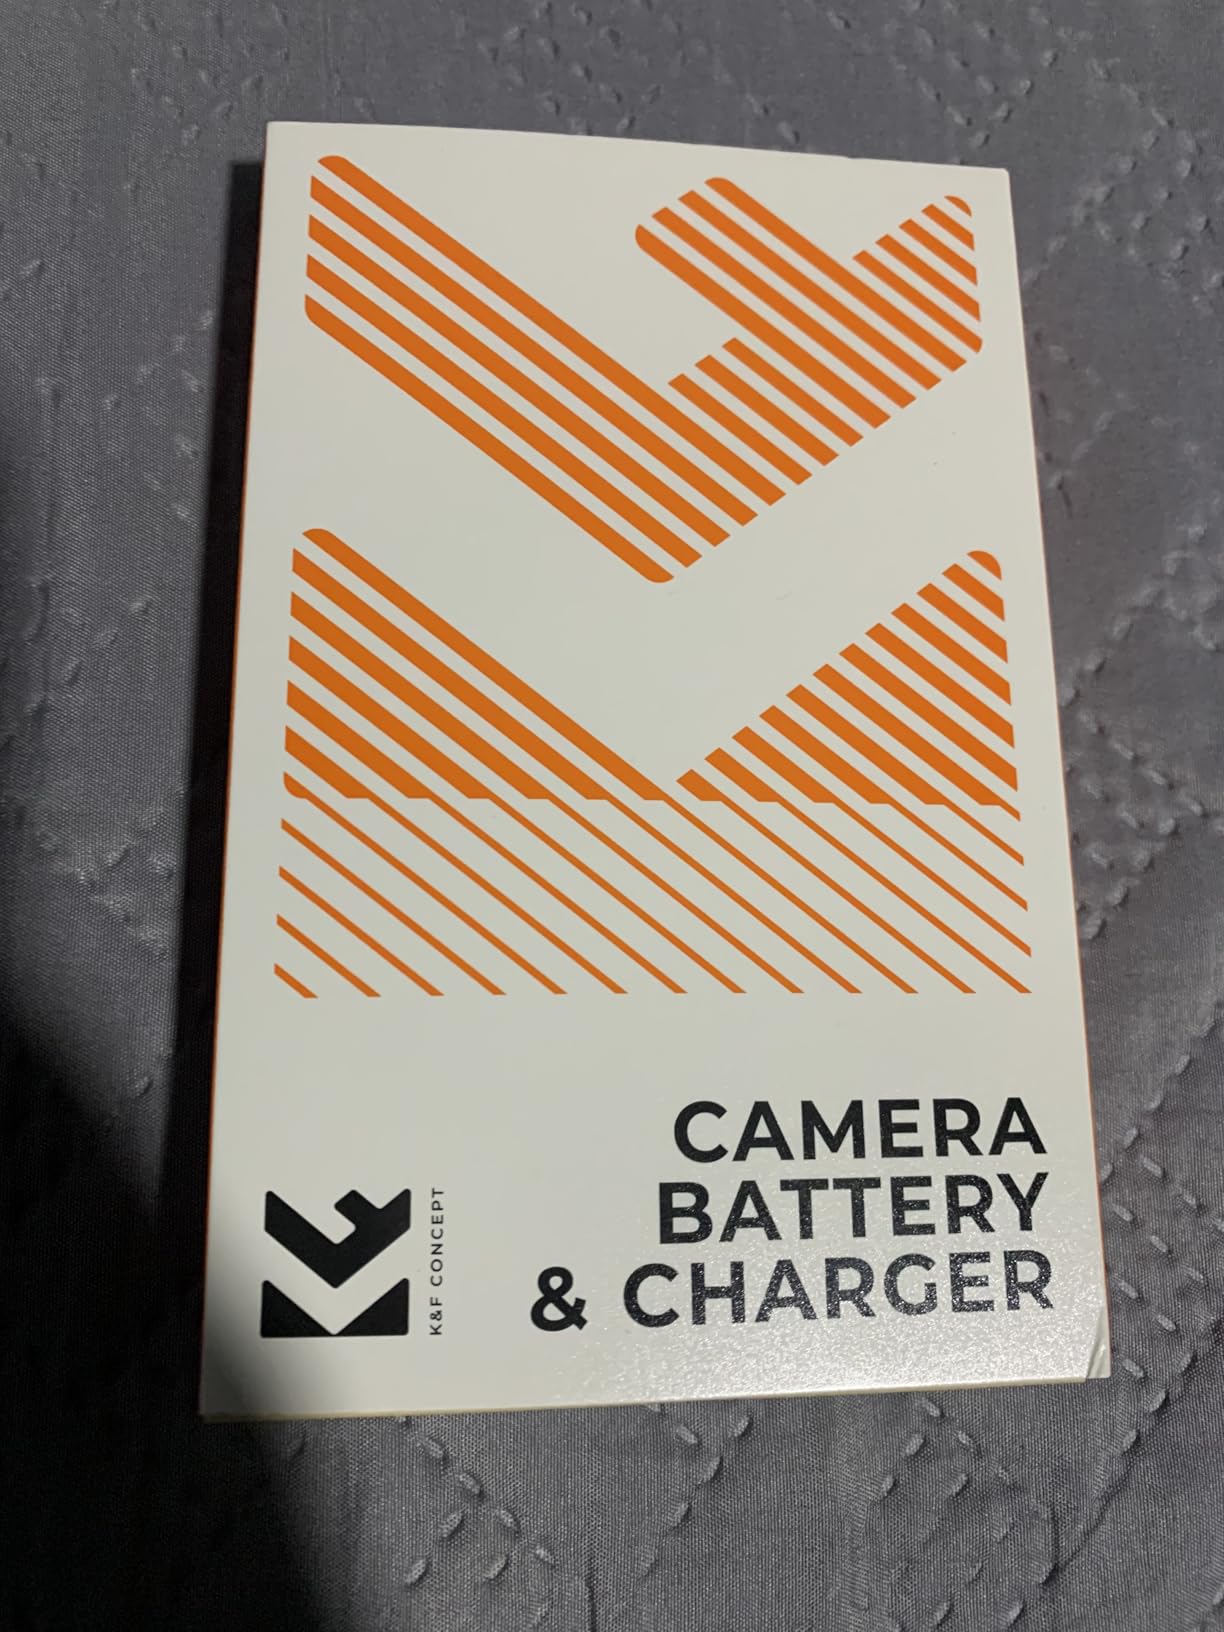 CAMERA
BATTERY
& CHARGER
K&F CONCEPT